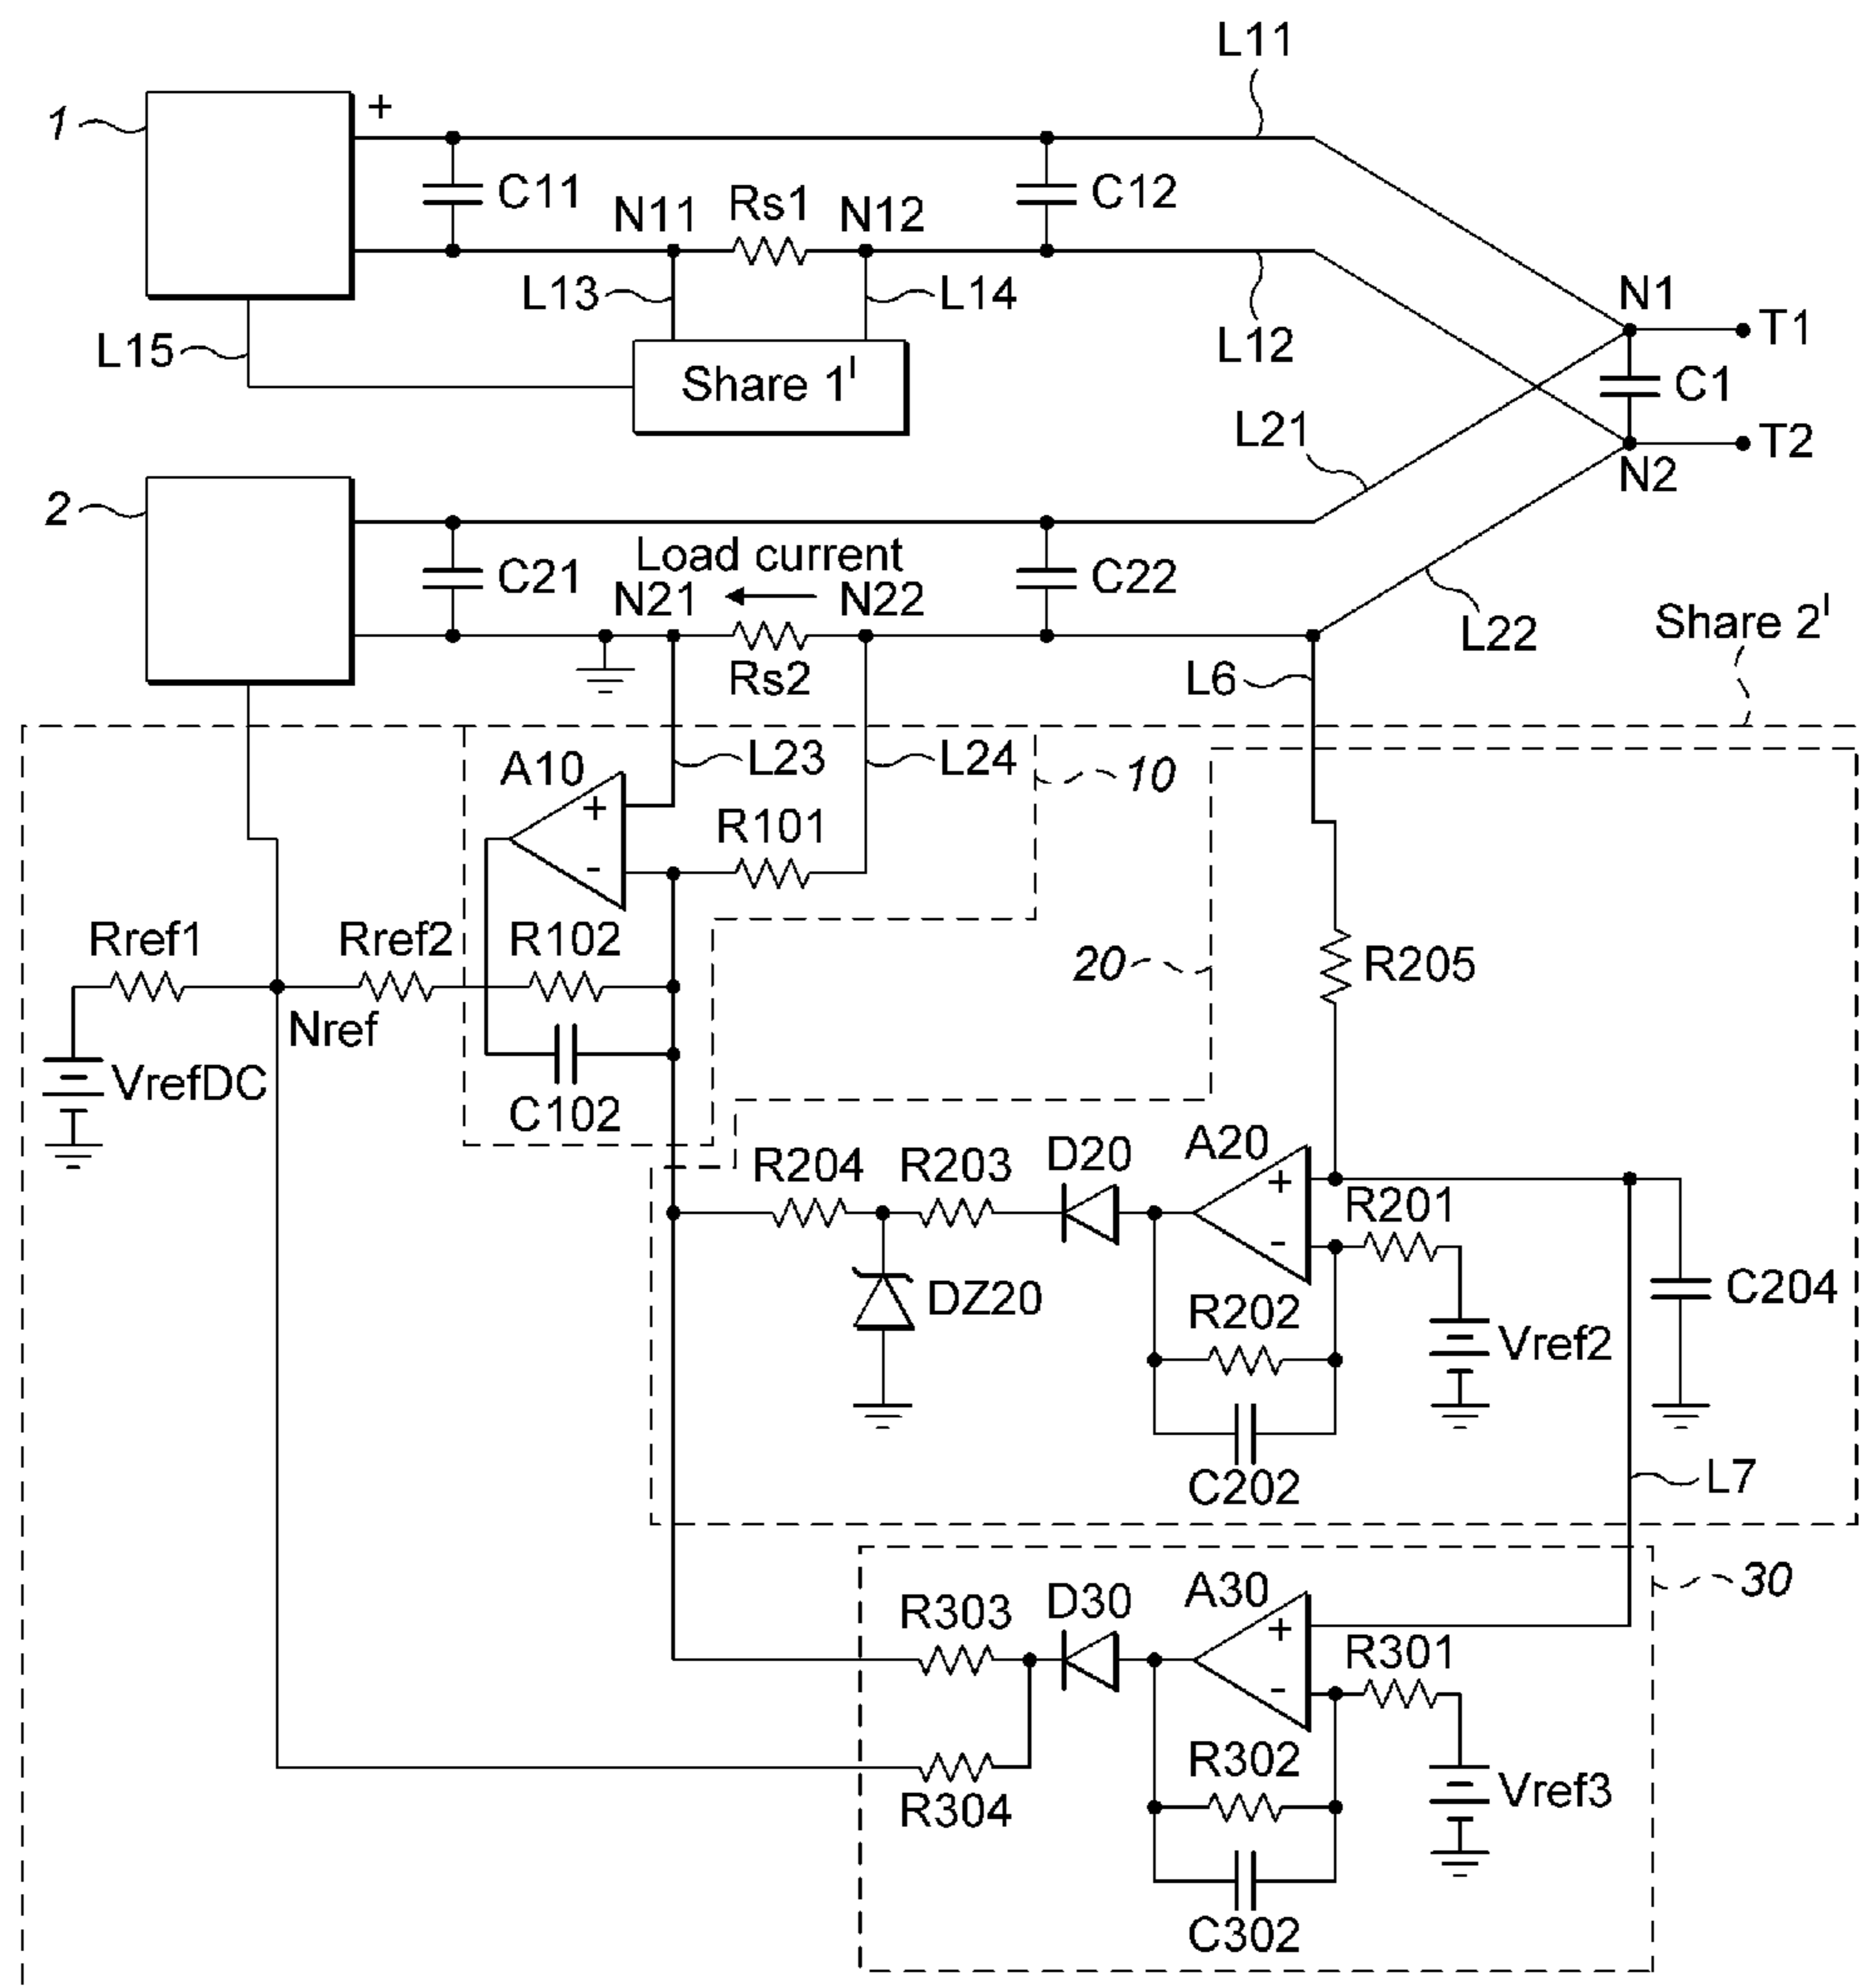 L11
1
+
C11
N11
Rs1
N12
C12
L13
L14
L12
N1
T1
L15
Share 1'
C1
L21
T2
N2
2
C21
Load current
N21
N22
C22
Rs2
L22
Share 2'
L6
A10
L23
L24
10
+
R101
-
Rref1
Rref2
R102
20
R205
Nref
VrefDC
C102
R204
R203
D20
A20
+
R201
-
DZ20
R202
C204
Vref2
C202
L7
R303
D30
A30
30
+
R301
-
R302
Vref3
R304
C302